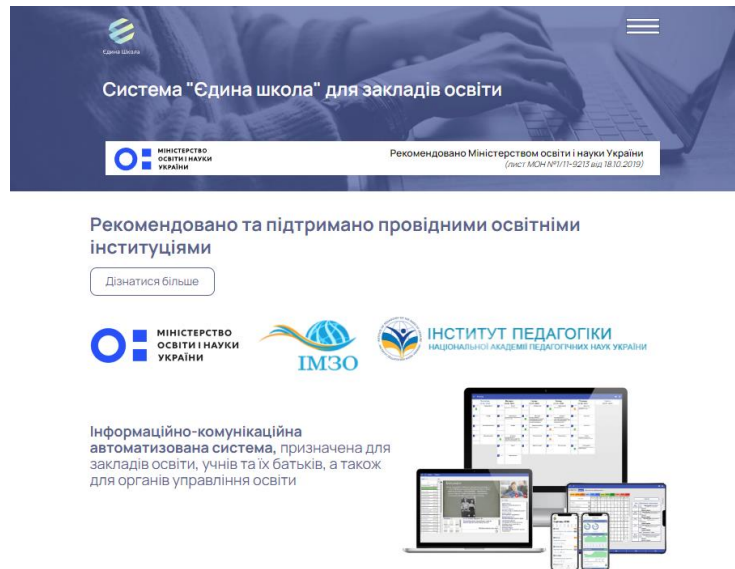 Єдина Школа
Система "Єдина школа" для закладів освіти
МІНІСТЕРСТВО
ОСВІТИ І НАУКИ
УКРАЇНИ
Рекомендовано Міністерством освіти і науки України
(лист МОН №1/11-9213 від 18.10.2019)
Рекомендовано та підтримано провідними освітніми
інституціями
Дізнатися більше
МІНІСТЕРСТВО
ОСВІТИ І НАУКИ
УКРАЇНИ
ІМЗО
ІНСТИТУТ ПЕДАГОГІКИ
НАЦІОНАЛЬНОЇ АКАДЕМІЇ ПЕДАГОГІЧНИХ НАУК УКРАЇНИ
Інформаційно-комунікаційна
автоматизована система, призначена для
закладів освіти, учнів та їх батьків, а також
для органів управління освіти